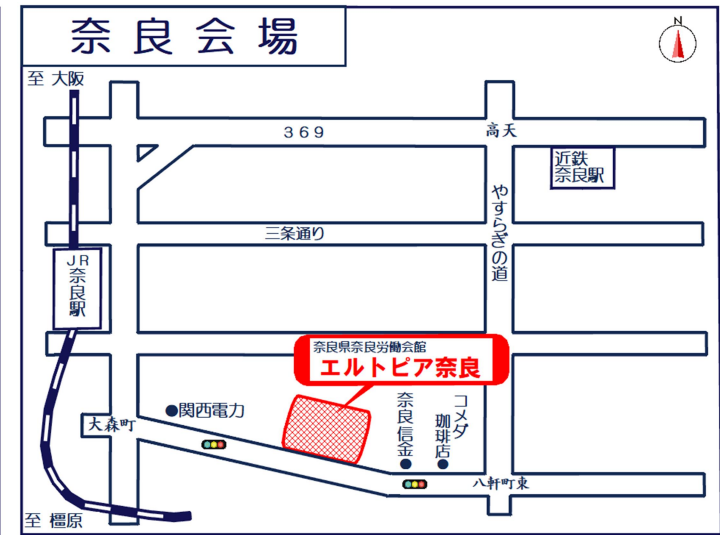 奈良会場
N
至 大阪
369
高天
近鉄
奈良駅
やすらぎの道
三条通り
JR
奈良駅
奈良県奈良労働会館
エルトピア奈良
関西電力
大森町
奈良信金
コメダ
珈琲店
八軒町東
至 橿原